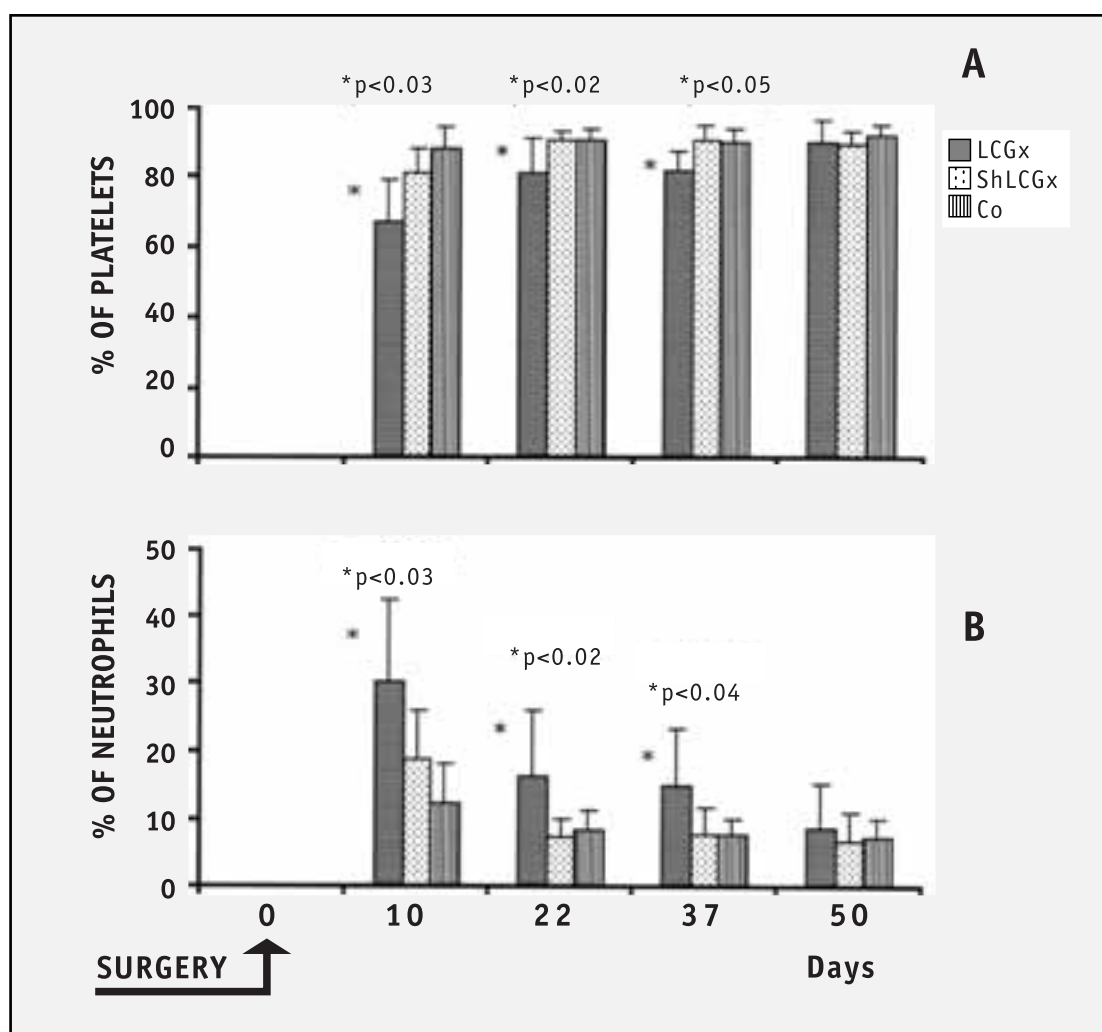 A
*p<0.03 *p<0.02 *p<0.05
100
80
60
40
20
0
% OF PLATELETS
LCGx
ShLCGx
Co
B
50
40
30
20
10
0
% OF NEUTROPHILS
*p<0.03
*p<0.02
*p<0.04
*
*
*
*
*
*
0 10 22 37 50
SURGERY
Days